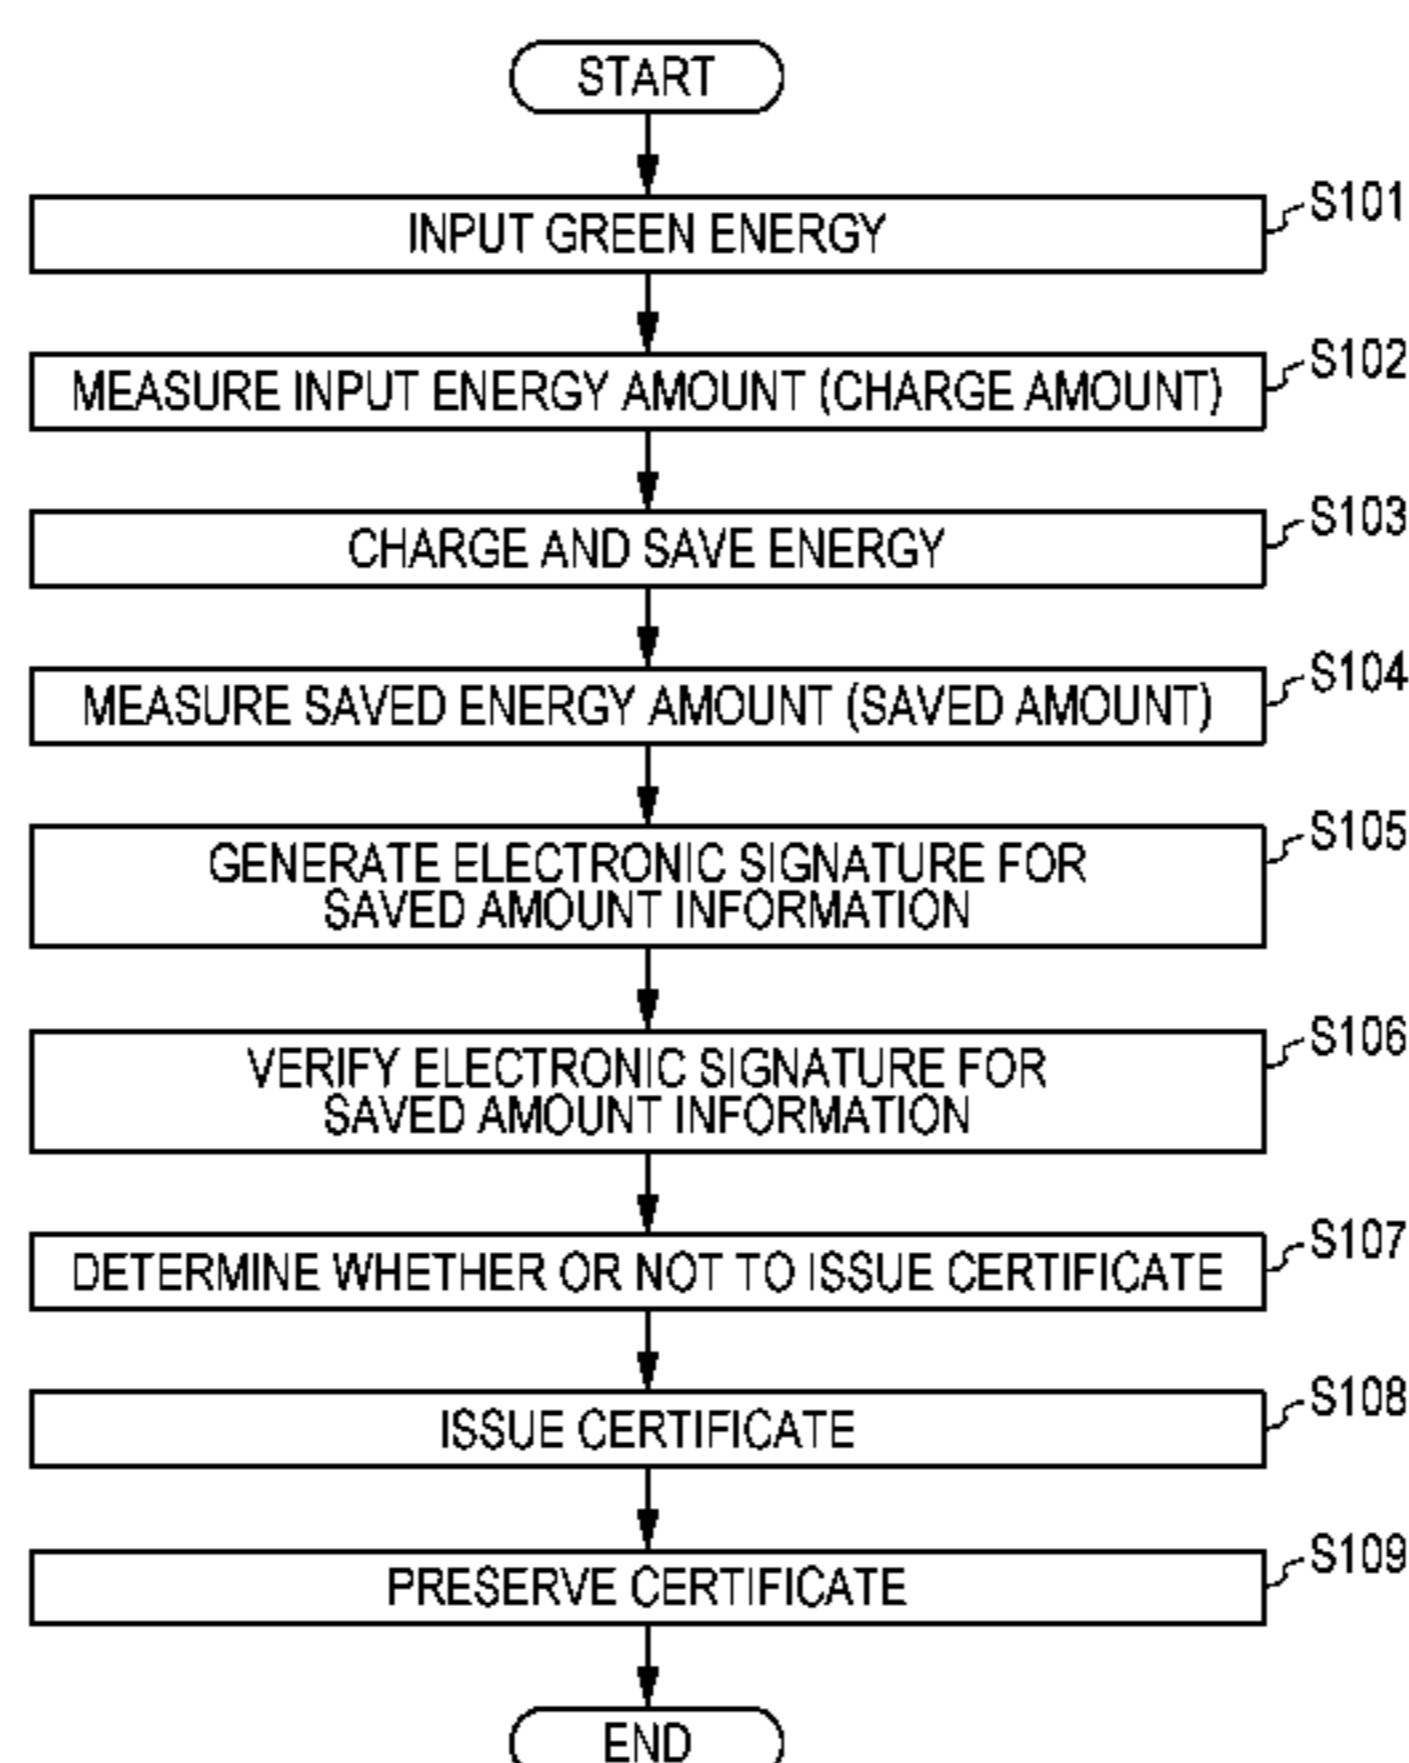 START
INPUT GREEN ENERGY
S101
MEASURE INPUT ENERGY AMOUNT (CHARGE AMOUNT)
S102
CHARGE AND SAVE ENERGY
S103
MEASURE SAVED ENERGY AMOUNT (SAVED AMOUNT)
S104
GENERATE ELECTRONIC SIGNATURE FOR
SAVED AMOUNT INFORMATION
S105
VERIFY ELECTRONIC SIGNATURE FOR
SAVED AMOUNT INFORMATION
S106
DETERMINE WHETHER OR NOT TO ISSUE CERTIFICATE
S107
ISSUE CERTIFICATE
S108
PRESERVE CERTIFICATE
S109
END